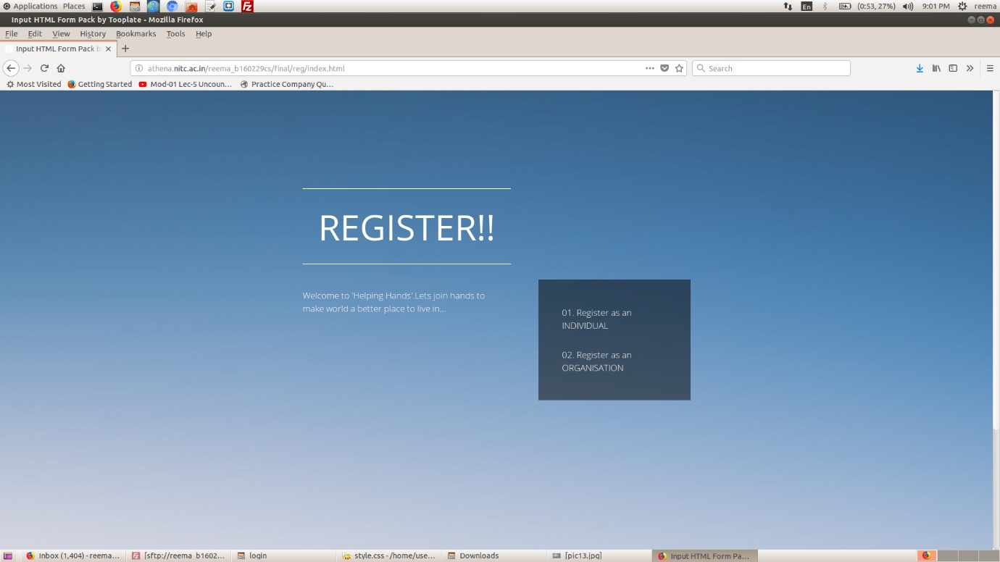 Applications Places En (0:53, 27%) 9:01 PM reema
Input HTML Form Pack by Tooplate - Mozilla Firefox
File Edit View History Bookmarks Tools Help
Input HTML Form Pack b
athena.nitc.ac.in/reema_b160229cs/final/reg/index.html Search
Most Visited Getting Started Mod-01 Lec-5 Uncoun... Practice Company Qu...
REGISTER!!
Welcome to 'Helping Hands'.Lets join hands to
make world a better place to live in...
01. Register as an
INDIVIDUAL
02. Register as an
ORGANISATION
Inbox (1,404) - reema... [sftp://reema_b1602... login style.css - /home/use... Downloads [pic13.jpg] Input HTML Form Pa...